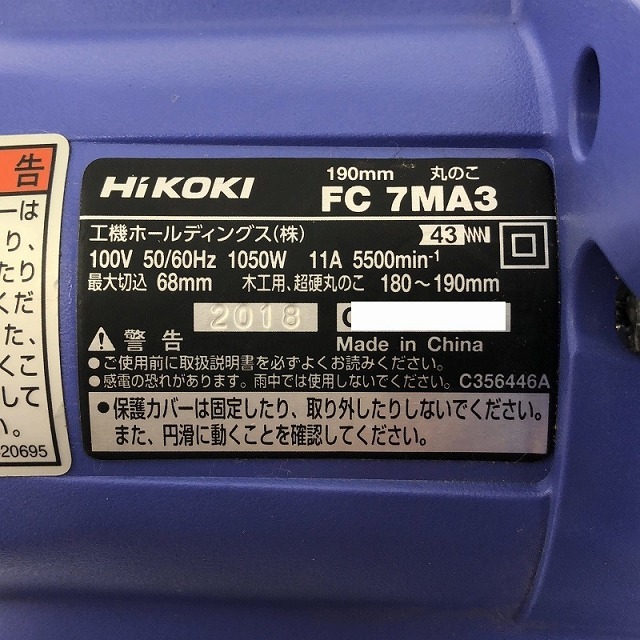 HiKOKI
190mm 丸のこ
FC 7MA3
工機ホールディングス(株)
43
100V 50/60Hz 1050W 11A 5500min⁻¹
最大切込 68mm 木工用、超硬丸のこ 180～190mm
2018
C
警告
Made in China
●ご使用前に取扱説明書を必ずよくお読みください。
●感電の恐れがあります。雨中では使用しないでください。
C356446A
●保護カバーは固定したり、取り外したりしないでください。
また、円滑に動くことを確認してください。
告
ーは
り、
たり
くだ
た、
くこ
して
い。
20695